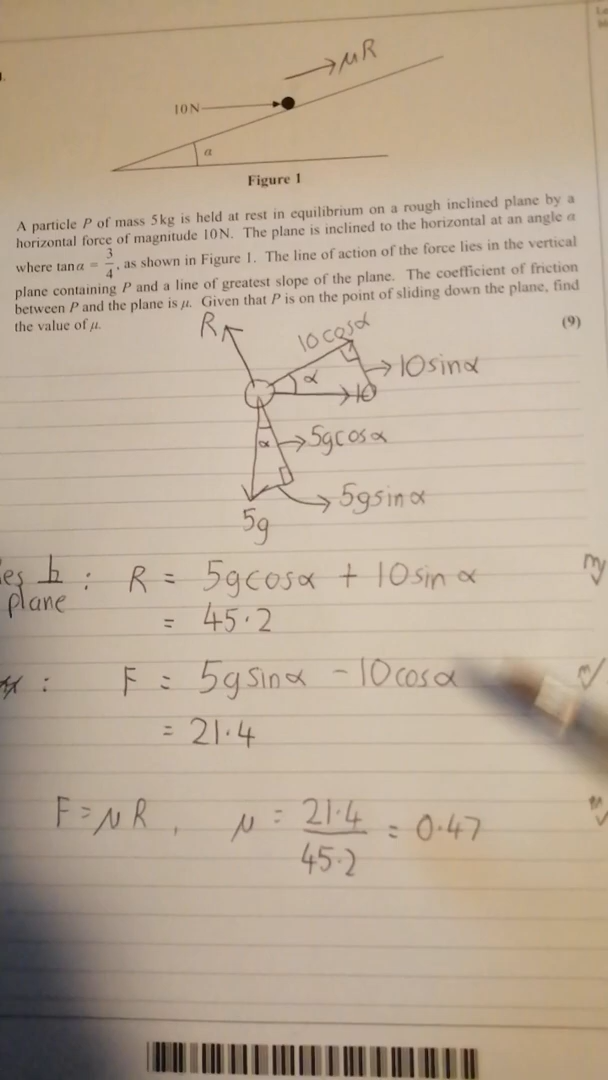 μR
10N
α
Figure 1
A particle P of mass 5kg is held at rest in equilibrium on a rough inclined plane by a
horizontal force of magnitude 10N. The plane is inclined to the horizontal at an angle α
where tan α = 3/4, as shown in Figure 1. The line of action of the force lies in the vertical
plane containing P and a line of greatest slope of the plane. The coefficient of friction
between P and the plane is μ. Given that P is on the point of sliding down the plane, find
the value of μ.
(9)
R
10cosα
α
10sinα
10
α
5gcosα
5gsinα
5g
: R = 5gcosα + 10sinα
plane
= 45.2
: F = 5gsinα - 10cosα
= 21.4
F = μR, μ = 21.4/45.2 = 0.47